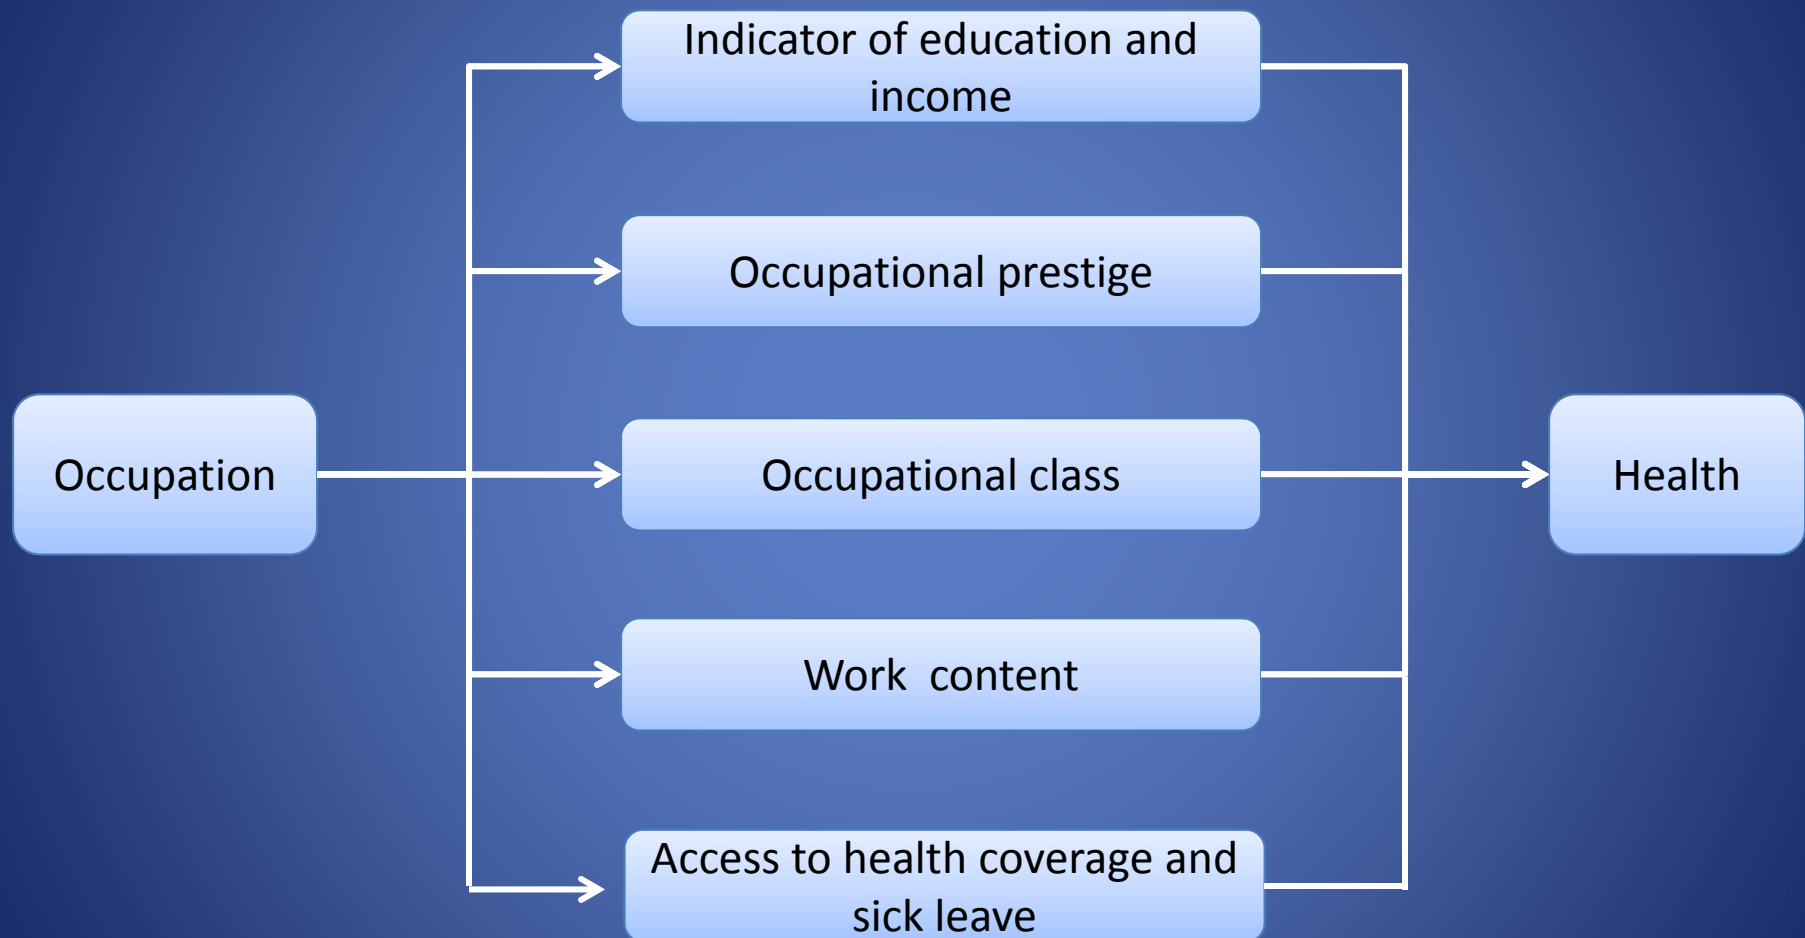 Indicator of education and
income
Occupational prestige
Occupation
Occupational class
Health
Work  content
Access to health coverage and
sick leave